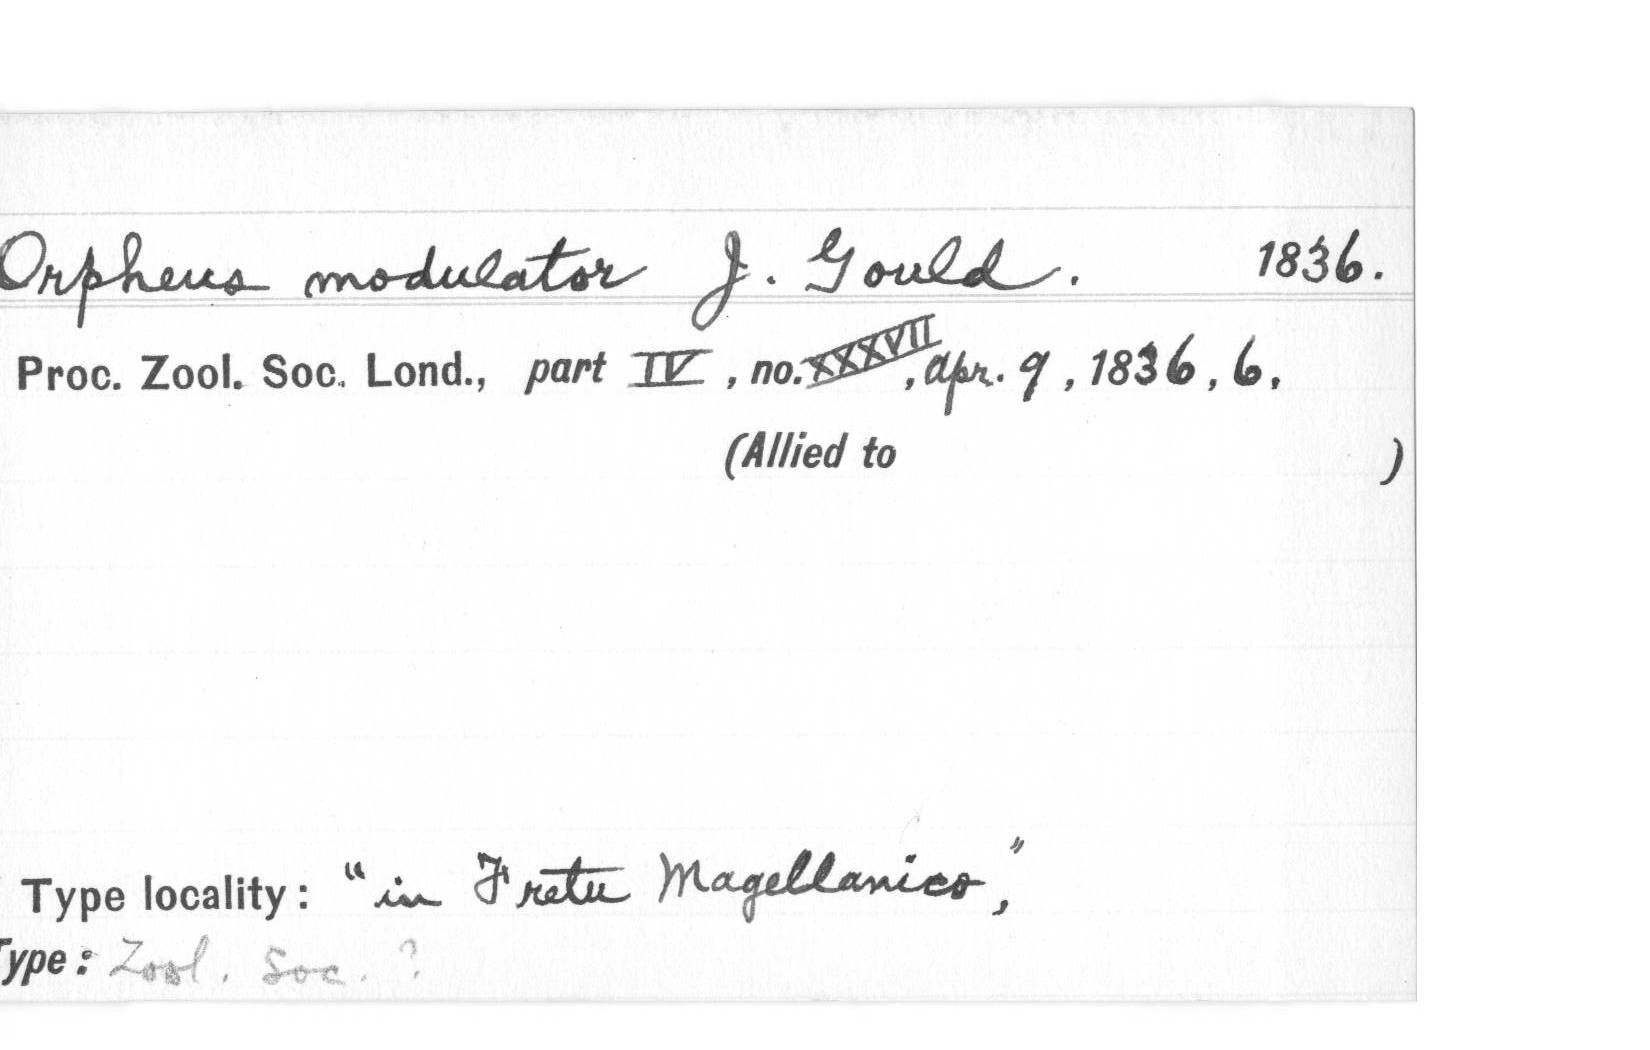 Orpheus modulator J. Gould. 1836.
Proc. Zool. Soc. Lond., part IV, no. XXXVII, Apr. 9, 1836, 6.
(Allied to )
Type locality: "in Fretu Magellanico,"
Type: Zool. Soc. ?